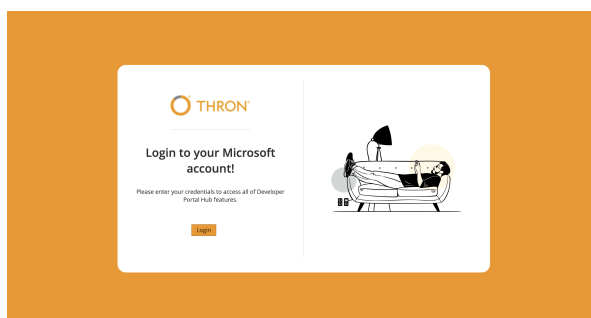 THRON
Login to your Microsoft
account!
Please enter your credentials to access all of Developer
Portal Hub features.
Login